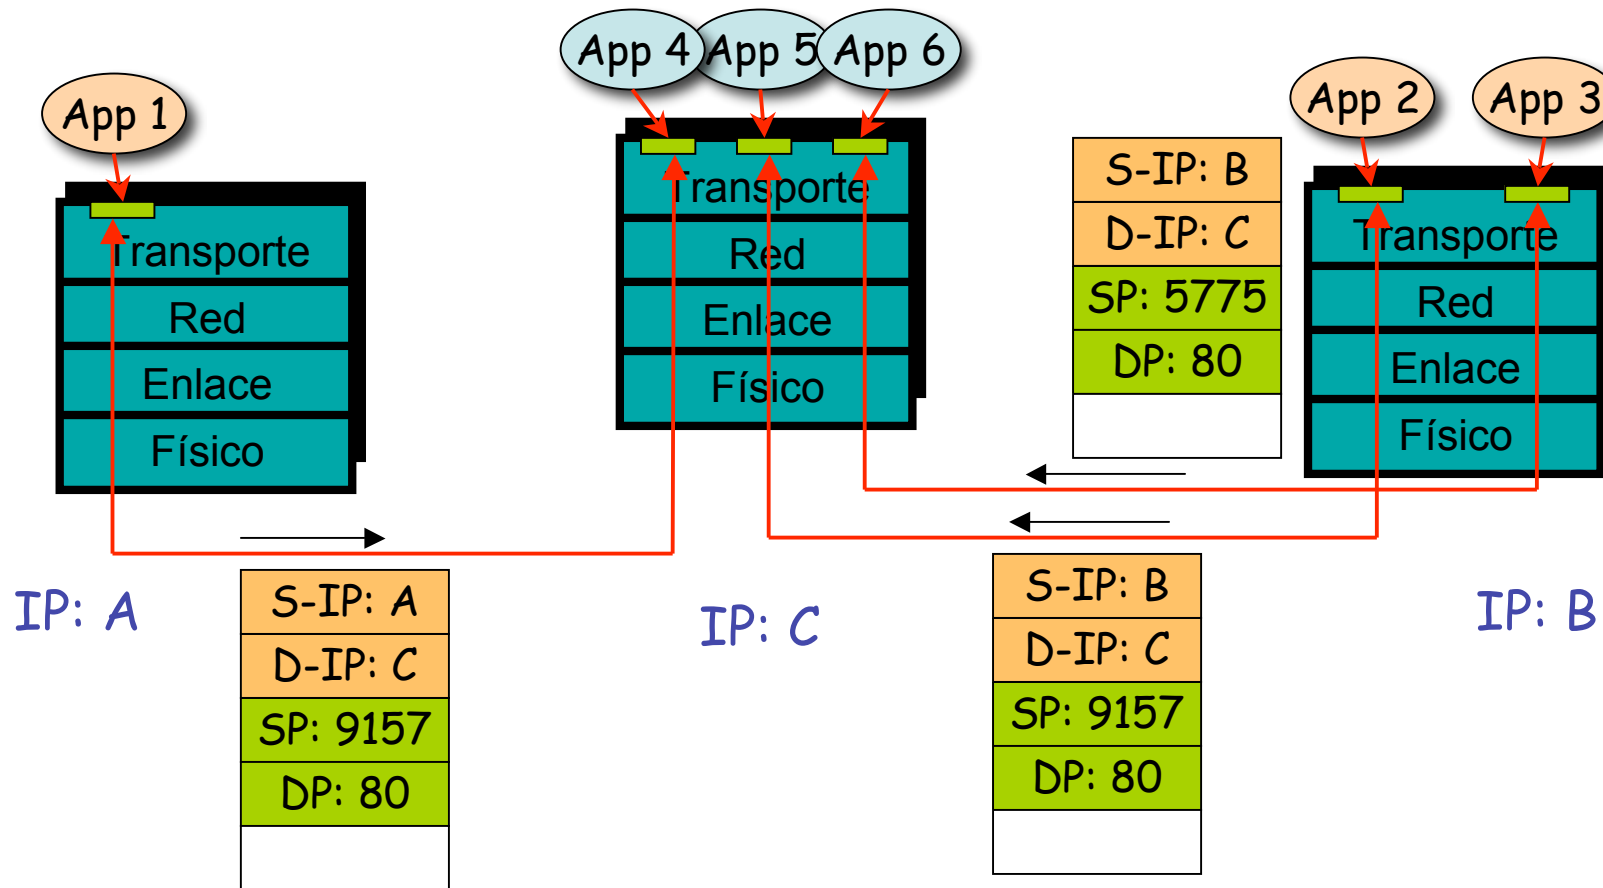 App 1
Transporte
Red
Enlace
Físico
IP: A
S-IP: A
D-IP: C
SP: 9157
DP: 80
App 4
App 5
App 6
Transporte
Red
Enlace
Físico
IP: C
S-IP: B
D-IP: C
SP: 5775
DP: 80
S-IP: B
D-IP: C
SP: 9157
DP: 80
App 2
App 3
Transporte
Red
Enlace
Físico
IP: B